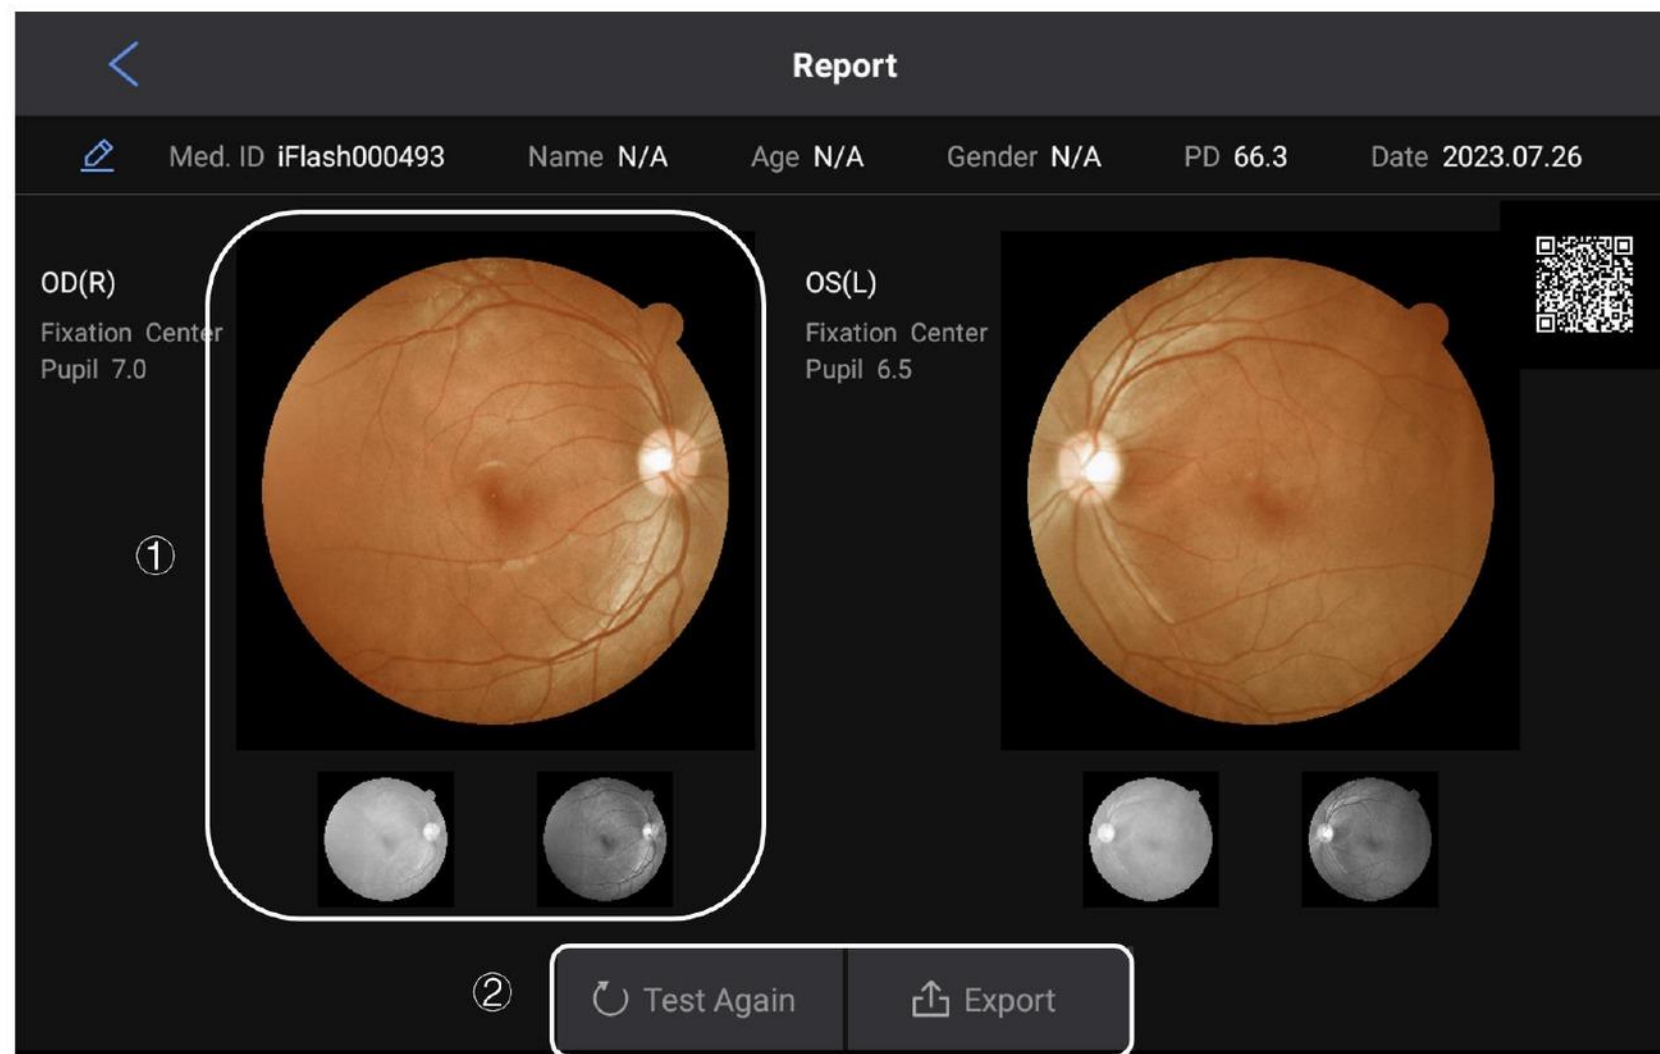 Report
Med. ID iFlash000493 Name N/A Age N/A Gender N/A PD 66.3 Date 2023.07.26
OD(R)
Fixation Center
Pupil 7.0
OS(L)
Fixation Center
Pupil 6.5
①
②
Test Again
Export